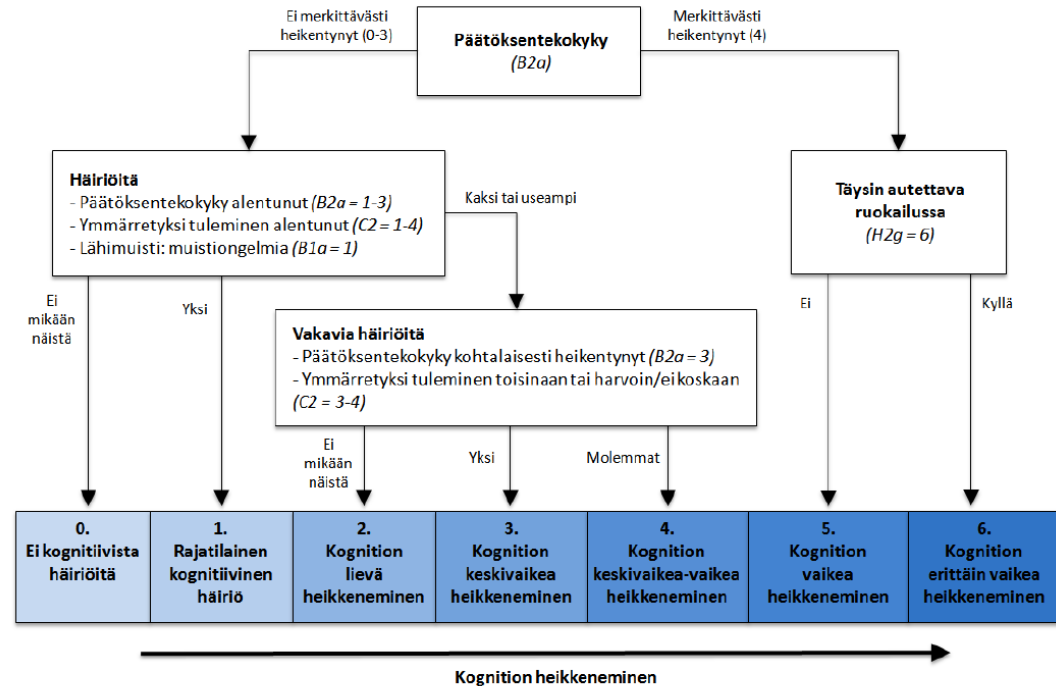 Ei merkittävästi
heikentynyt (0-3)
Päätöksentekokyky
(B2a)
Merkittävästi
heikentynyt (4)
Häiriöitä
- Päätöksentekokyky alentunut (B2a = 1-3)
- Ymmärretyksi tuleminen alentunut (C2 = 1-4)
- Lähimuisti: muistiongelmia (B1a = 1)
Kaksi tai useampi
Täysin autettava
ruokailussa
(H2g = 6)
Ei
mikään
näistä
Yksi
Ei
Kyllä
Vakavia häiriöitä
- Päätöksentekokyky kohtalaisesti heikentynyt (B2a = 3)
- Ymmärretyksi tuleminen toisinaan tai harvoin/ei koskaan
(C2 = 3-4)
Ei
mikään
näistä
Yksi
Molemmat
0.
Ei kognitiivista
häiriöitä
1.
Rajatilainen
kognitiivinen
häiriö
2.
Kognition
lievä
heikkeneminen
3.
Kognition
keskivaikea
heikkeneminen
4.
Kognition
keskivaikea-vaikea
heikkeneminen
5.
Kognition
vaikea
heikkeneminen
6.
Kognition
erittäin vaikea
heikkeneminen
Kognition heikkeneminen